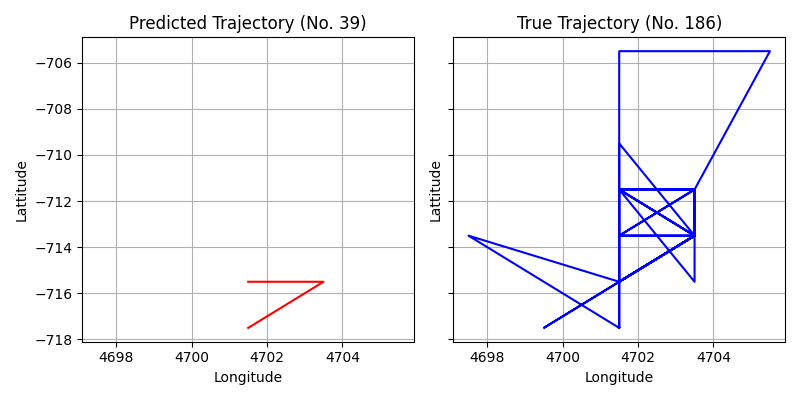 Predicted Trajectory (No. 39)
True Trajectory (No. 186)
−706
−708
−710
−712
−714
−716
−718
Lattitude
Lattitude
4698 4700 4702 4704
4698 4700 4702 4704
Longitude
Longitude